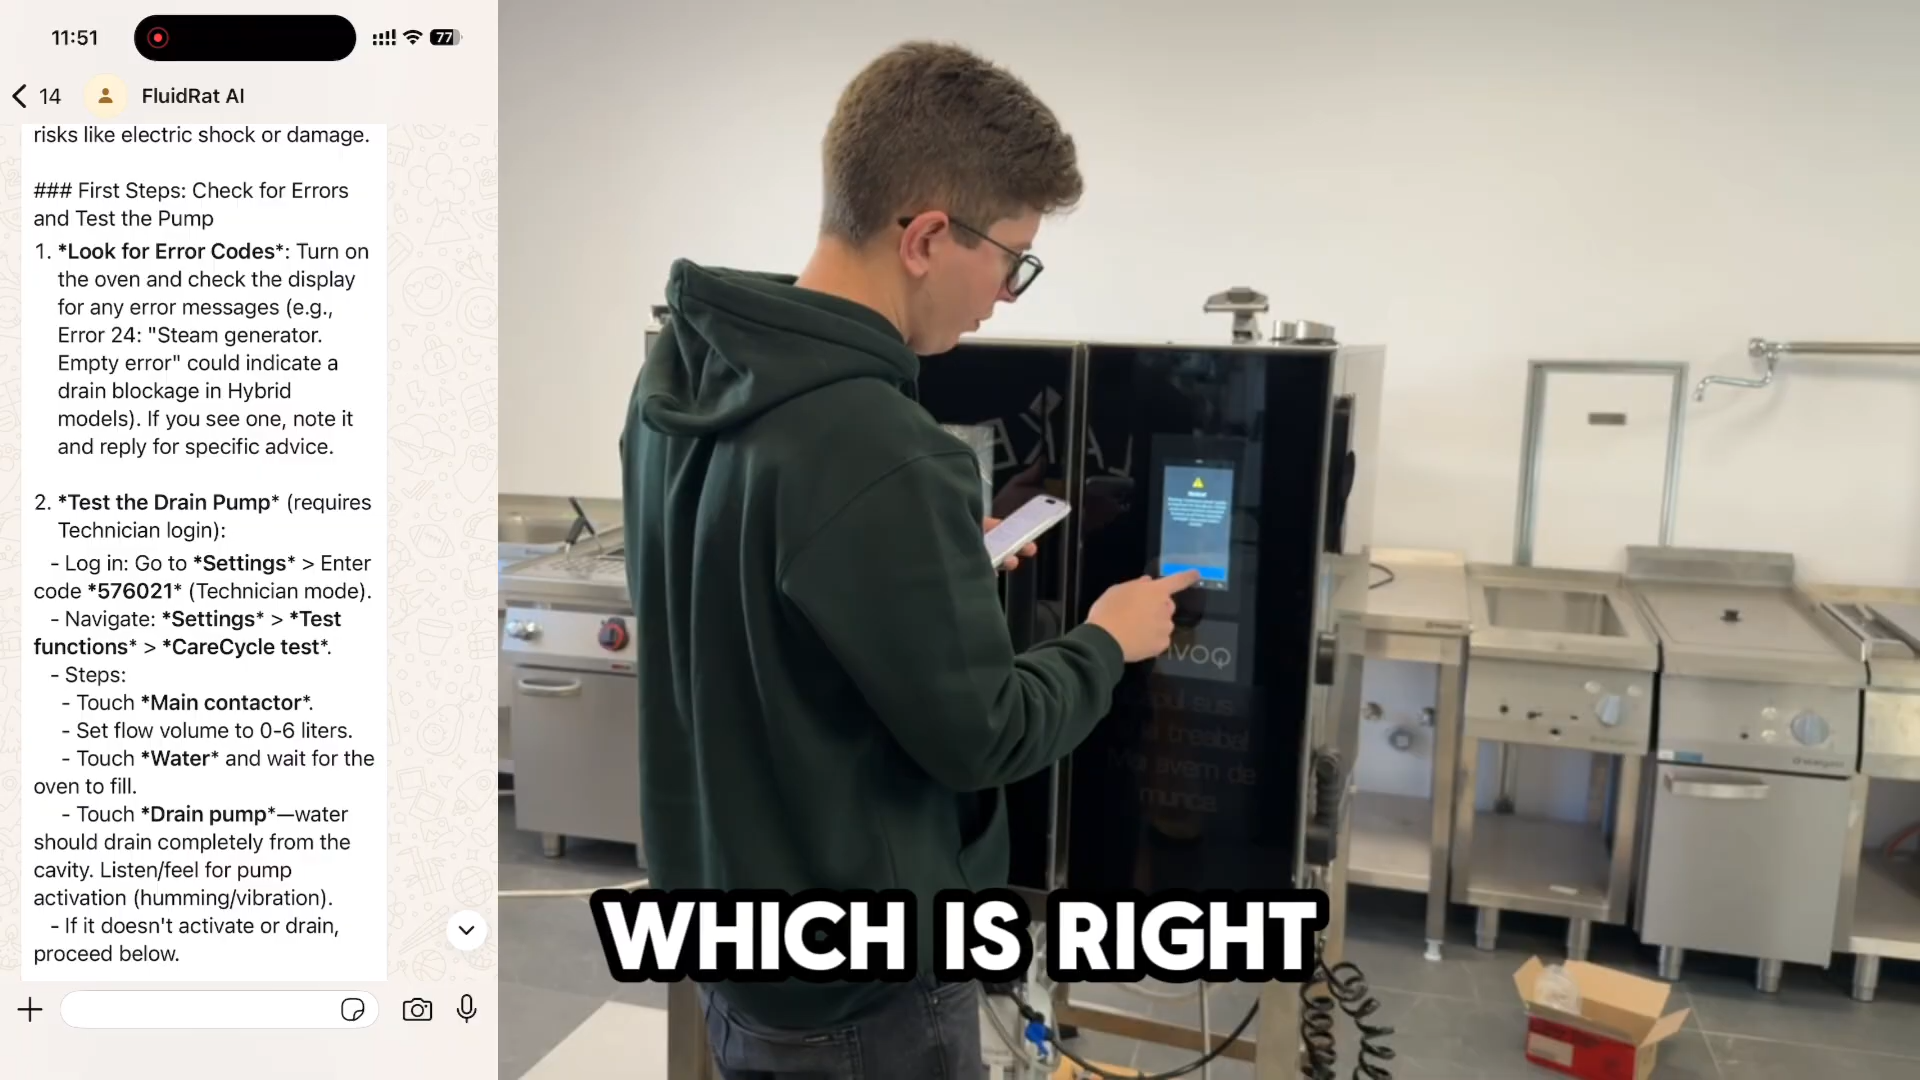 11:51
77
14
FluidRat AI
risks like electric shock or damage.
### First Steps: Check for Errors
and Test the Pump
1. *Look for Error Codes*: Turn on
the oven and check the display
for any error messages (e.g.,
Error 24: "Steam generator.
Empty error" could indicate a
drain blockage in Hybrid
models). If you see one, note it
and reply for specific advice.
2. *Test the Drain Pump* (requires
Technician login):
- Log in: Go to *Settings* > Enter
code *576021* (Technician mode).
- Navigate: *Settings* > *Test
functions* > *CareCycle test*.
- Steps:
- Touch *Main contactor*.
- Set flow volume to 0-6 liters.
- Touch *Water* and wait for the
oven to fill.
- Touch *Drain pump*—water
should drain completely from the
cavity. Listen/feel for pump
activation (humming/vibration).
- If it doesn't activate or drain,
proceed below.
WHICH IS RIGHT